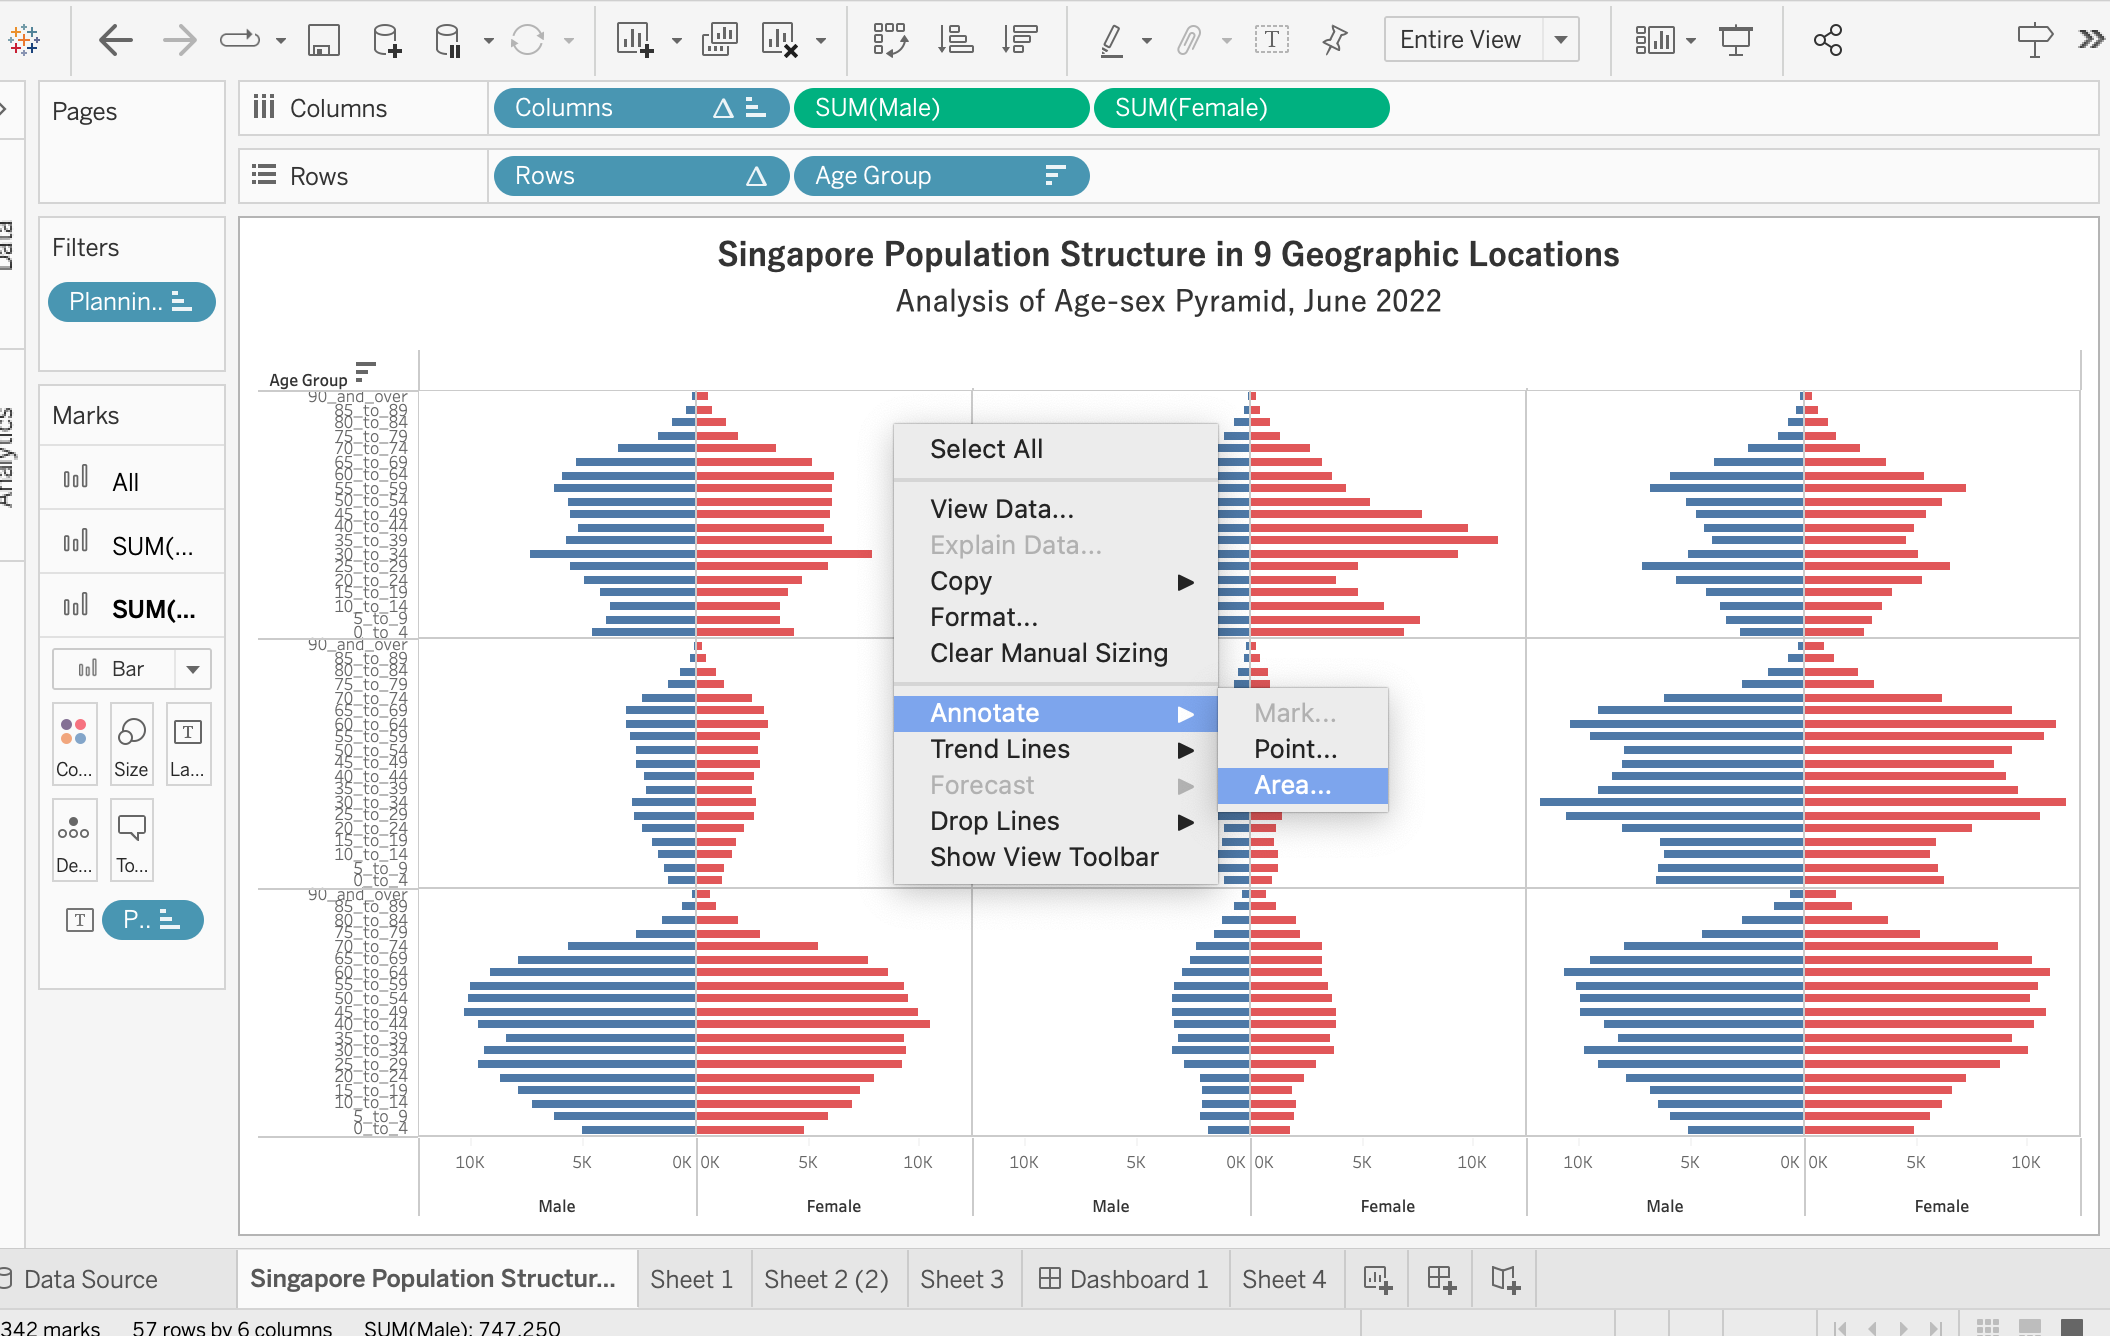 Entire View
Data
Analytics
Pages
Columns
Columns
SUM(Male)
SUM(Female)
Rows
Rows
Age Group
Filters
Plannin..
Marks
All
SUM(...
SUM(...
Bar
Co...
Size
T
La...
De...
To...
T
P..
Singapore Population Structure in 9 Geographic Locations
Analysis of Age-sex Pyramid, June 2022
Age Group
90_and_over
85_to_89
80_to_84
75_to_79
70_to_74
65_to_69
60_to_64
55_to_59
50_to_54
45_to_49
40_to_44
35_to_39
30_to_34
25_to_29
20_to_24
15_to_19
10_to_14
5_to_9
0_to_4
90_and_over
85_to_89
80_to_84
75_to_79
70_to_74
65_to_69
60_to_64
55_to_59
50_to_54
45_to_49
40_to_44
35_to_39
30_to_34
25_to_29
20_to_24
15_to_19
10_to_14
5_to_9
0_to_4
90_and_over
85_to_89
80_to_84
75_to_79
70_to_74
65_to_69
60_to_64
55_to_59
50_to_54
45_to_49
40_to_44
35_to_39
30_to_34
25_to_29
20_to_24
15_to_19
10_to_14
5_to_9
0_to_4
Select All
View Data...
Explain Data...
Copy
Format...
Clear Manual Sizing
Annotate
Trend Lines
Forecast
Drop Lines
Show View Toolbar
Mark...
Point...
Area...
10K 5K 0K 0K 5K 10K 10K 5K 0K 0K 5K 10K 10K 5K 0K 0K 5K 10K
Male Female Male Female Male Female
Data Source
Singapore Population Structur...
Sheet 1
Sheet 2 (2)
Sheet 3
Dashboard 1
Sheet 4
342 marks 57 rows by 6 columns SUM(Male): 747,250